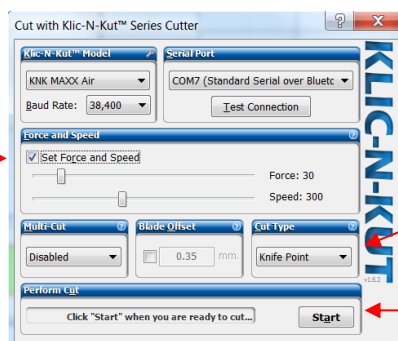 Cut with Klic-N-Kut™ Series Cutter
Klic-N-Kut™ Model
Serial Port
KNK MAXX Air
COM7 (Standard Serial over Bluetc
Baud Rate: 38,400
Test Connection
Force and Speed
Set Force and Speed
Force: 30
Speed: 300
Multi-Cut
Blade Offset
Cut Type
Disabled
0.35 mm.
Knife Point
Perform Cut
Click "Start" when you are ready to cut...
Start
KLIC-N-KUT
v1.6.2